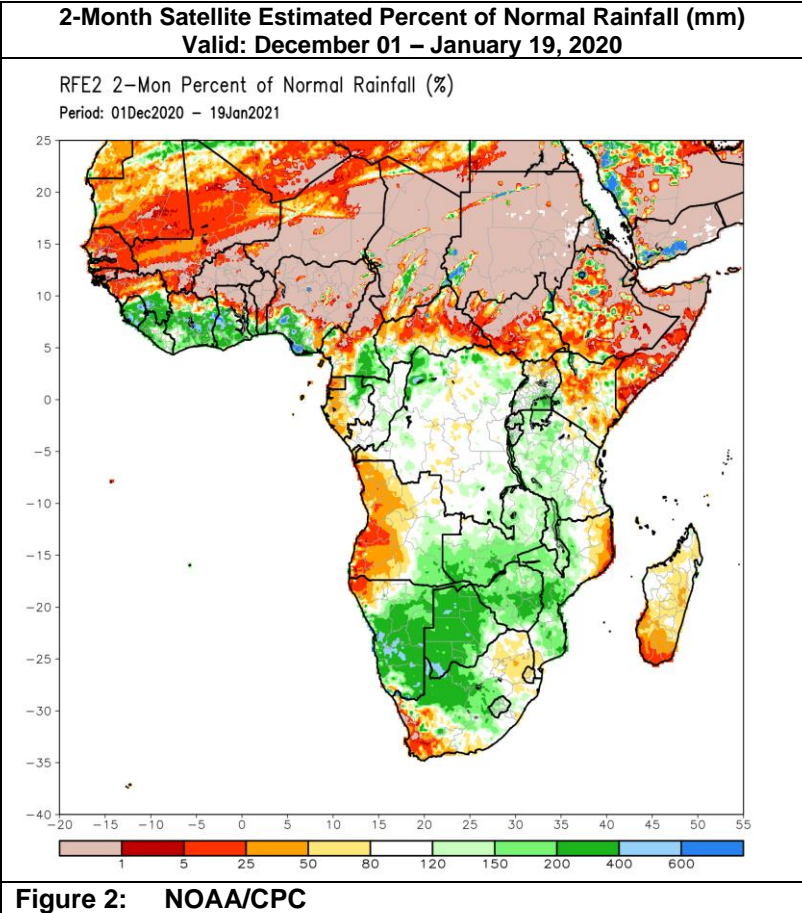 2-Month Satellite Estimated Percent of Normal Rainfall (mm)
Valid: December 01 – January 19, 2020
RFE2 2-Mon Percent of Normal Rainfall (%)
Period: 01Dec2020 – 19Jan2021
25
20
15
10
5
0
-5
-10
-15
-20
-25
-30
-35
-40
-20 -15 -10 -5 0 5 10 15 20 25 30 35 40 45 50 55
1 5 25 50 80 120 150 200 400 600
Figure 2: NOAA/CPC